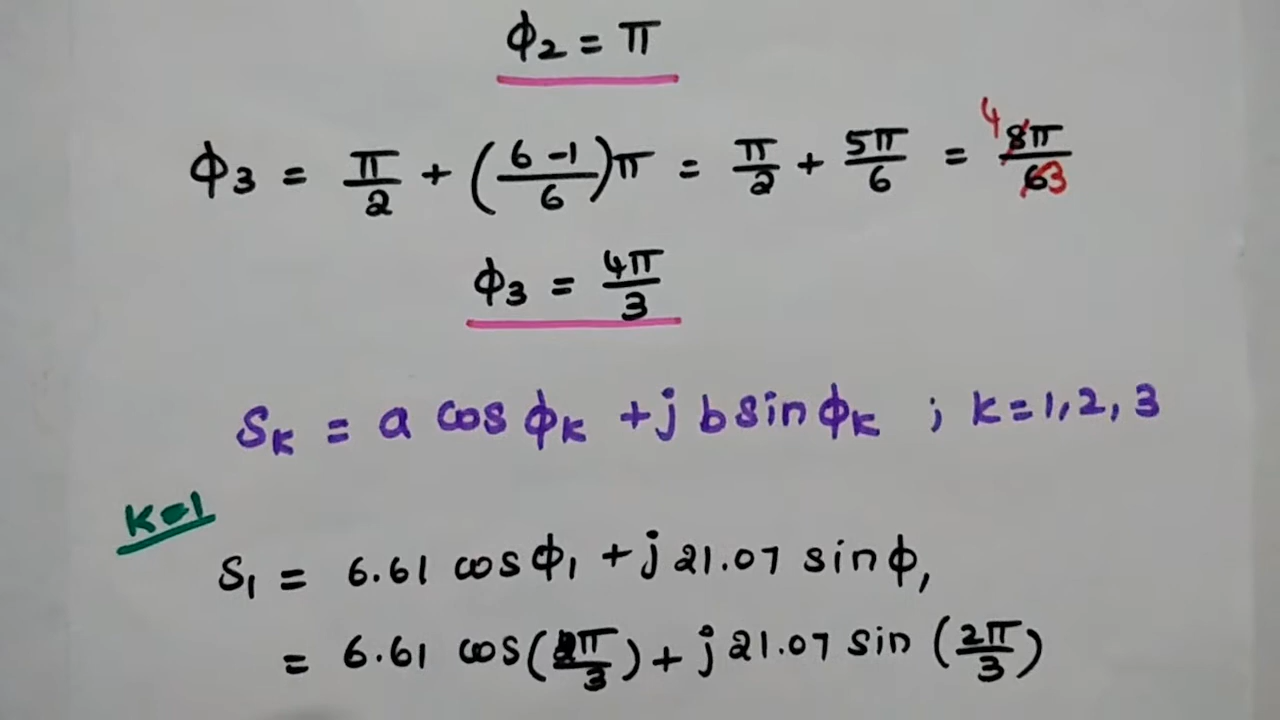 ϕ₂ = π
ϕ₃ = π/2 + ((6-1)/6)π = π/2 + 5π/6 = 4 8π/6 3
ϕ₃ = 4π/3
Sₖ = a cos ϕₖ + j b sin ϕₖ ; k = 1, 2, 3
K=1
S₁ = 6.61 cos ϕ₁ + j 21.07 sin ϕ₁
= 6.61 cos(2π/3) + j 21.07 sin (2π/3)